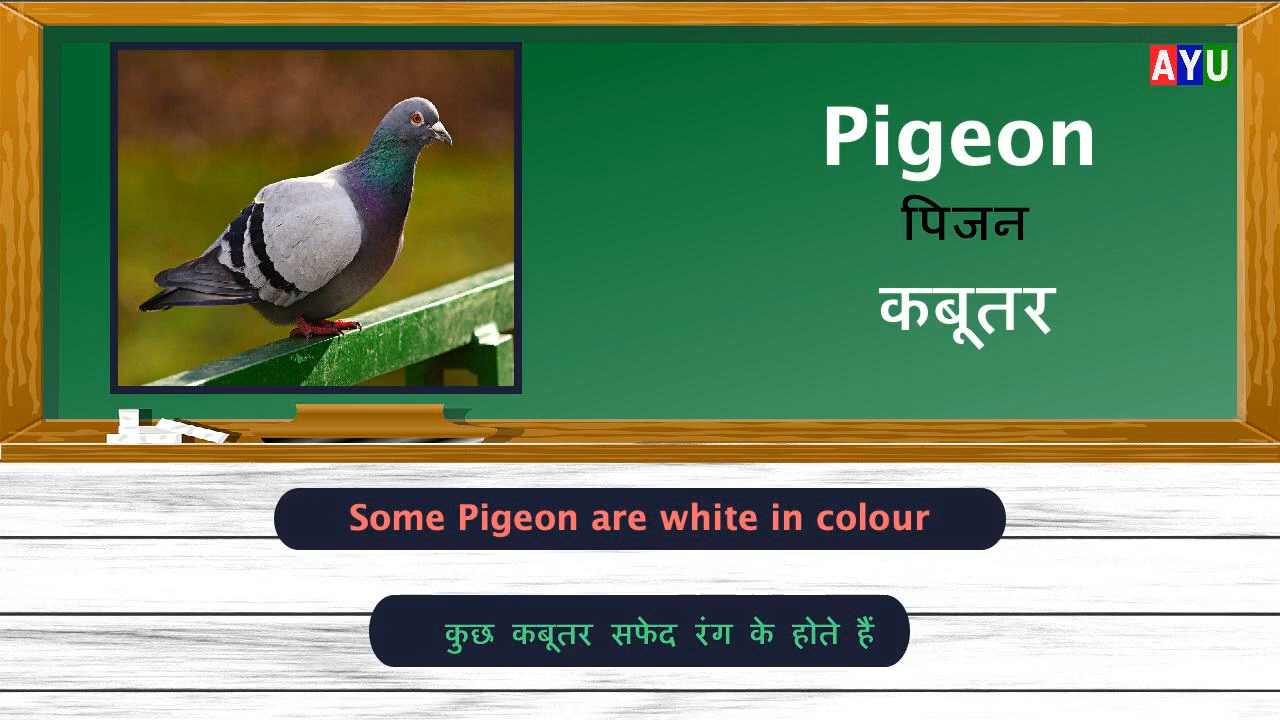 AYU
Pigeon
पिजन
कबूतर
Some Pigeon are white in colour
कुछ कबूतर सफेद रंग के होते हैं